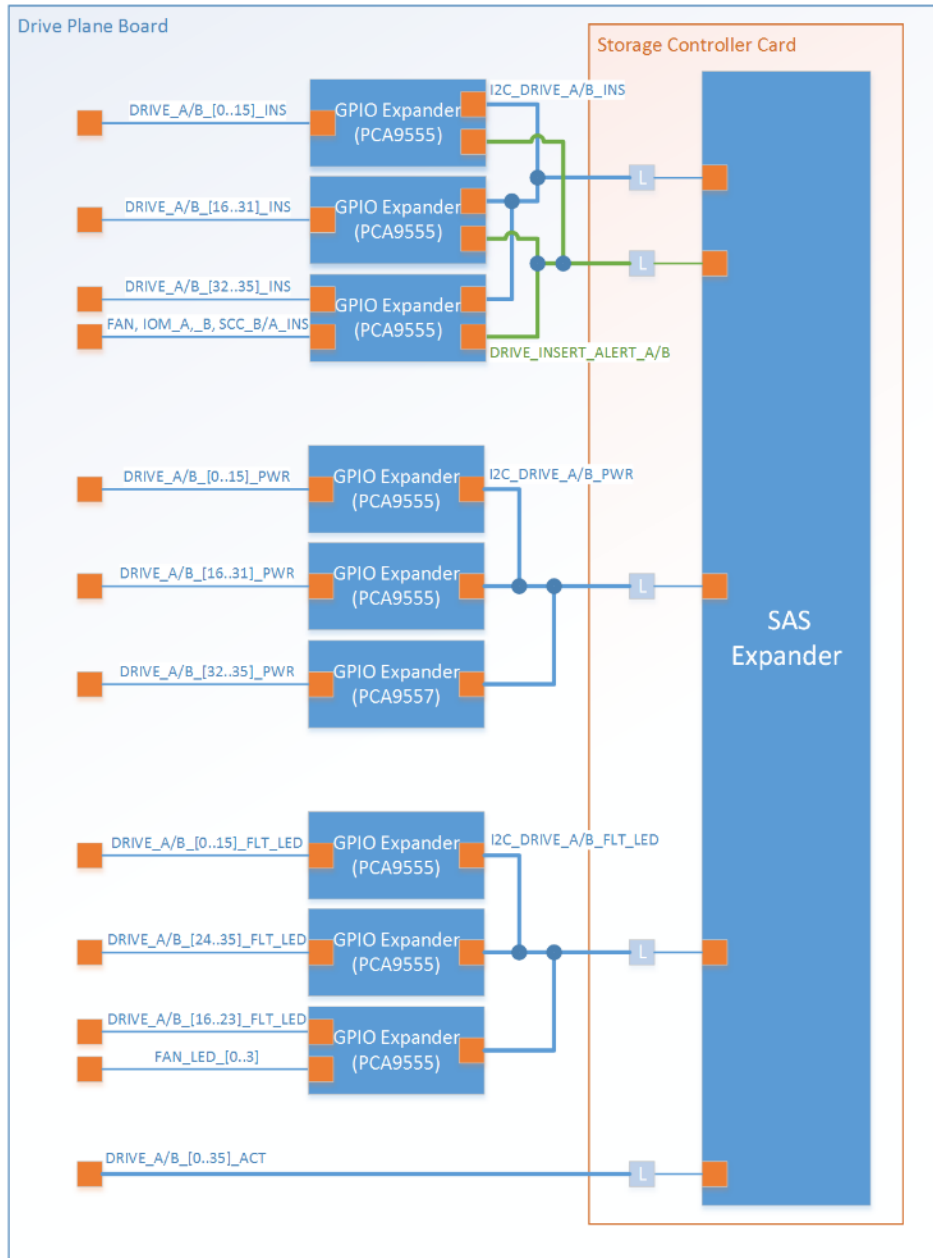 Drive Plane Board
Storage Controller Card
I2C_DRIVE_A/B_INS
DRIVE_A/B_[0..15]_INS
GPIO Expander
(PCA9555)
L
DRIVE_A/B_[16..31]_INS
GPIO Expander
(PCA9555)
L
DRIVE_A/B_[32..35]_INS
FAN, IOM_A,_B, SCC_B/A_INS
GPIO Expander
(PCA9555)
DRIVE_INSERT_ALERT_A/B
DRIVE_A/B_[0..15]_PWR
GPIO Expander
(PCA9555)
I2C_DRIVE_A/B_PWR
DRIVE_A/B_[16..31]_PWR
GPIO Expander
(PCA9555)
L
SAS
Expander
DRIVE_A/B_[32..35]_PWR
GPIO Expander
(PCA9557)
DRIVE_A/B_[0..15]_FLT_LED
GPIO Expander
(PCA9555)
I2C_DRIVE_A/B_FLT_LED
DRIVE_A/B_[24..35]_FLT_LED
GPIO Expander
(PCA9555)
L
DRIVE_A/B_[16..23]_FLT_LED
FAN_LED_[0..3]
GPIO Expander
(PCA9555)
DRIVE_A/B_[0..35]_ACT
L